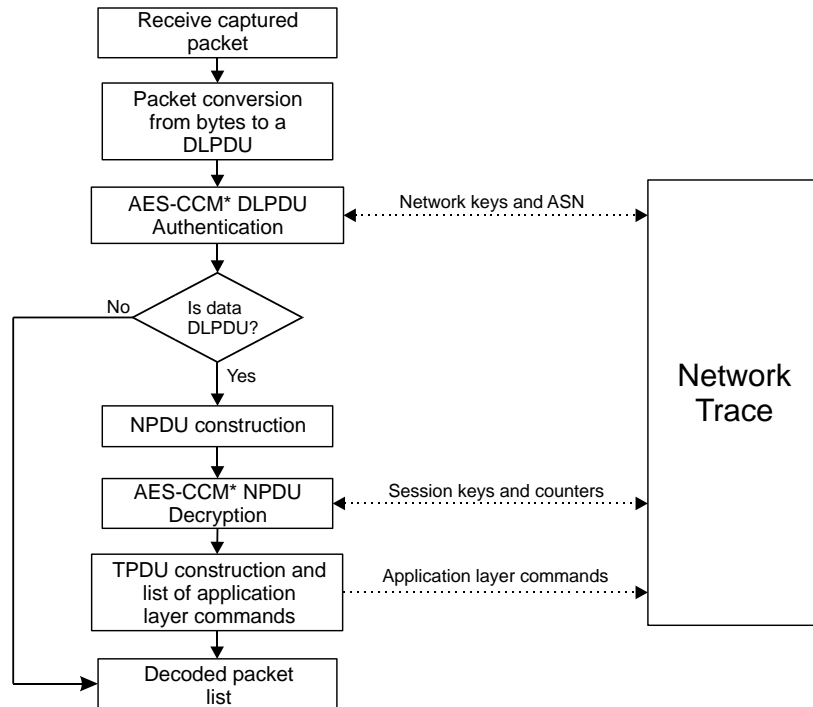 Receive captured
packet
Packet conversion
from bytes to a
DLPDU
AES-CCM* DLPDU
Authentication
Network keys and ASN
No
Is data
DLPDU?
Yes
Network
Trace
NPDU construction
AES-CCM* NPDU
Decryption
Session keys and counters
TPDU construction and
list of application
layer commands
Application layer commands
Decoded packet
list